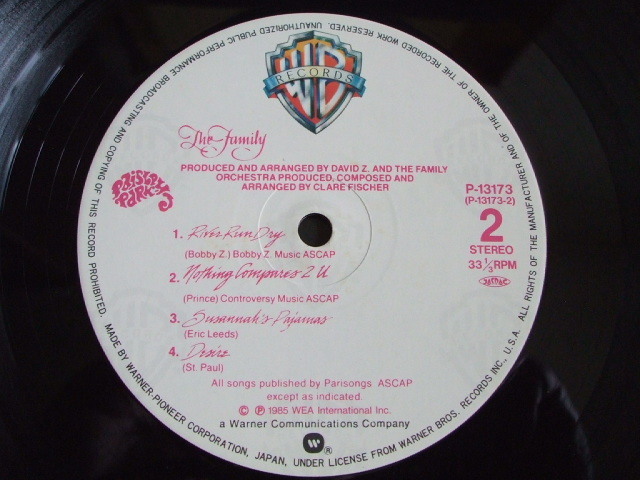 UNAUTHORIZED PUBLIC PERFORMANCE BROADCASTING AND COPYING OF THIS RECORD PROHIBITED.
ALL RIGHTS OF THE MANUFACTURER AND OF THE OWNER OF THE RECORDED WORK RESERVED.
WB
RECORDS
The Family
PRODUCED AND ARRANGED BY DAVID Z. AND THE FAMILY
ORCHESTRA PRODUCED, COMPOSED AND
ARRANGED BY CLARE FISCHER
PAISLEY
PARK
P-13173
(P-13173-2)
2
STEREO
33 ⅓ RPM
1. River Run Dry
(Bobby Z.) Bobby Z. Music ASCAP
2. Nothing Compares 2 U
(Prince) Controversy Music ASCAP
3. Susannah's Pajamas
(Eric Leeds)
4. Desire
(St. Paul)
All songs published by Parisongs ASCAP
except as indicated.
© ℗ 1985 WEA International Inc.
a Warner Communications Company
W®
MADE BY WARNER-PIONEER CORPORATION, JAPAN, UNDER LICENSE FROM WARNER BROS. RECORDS INC., U.S.A.